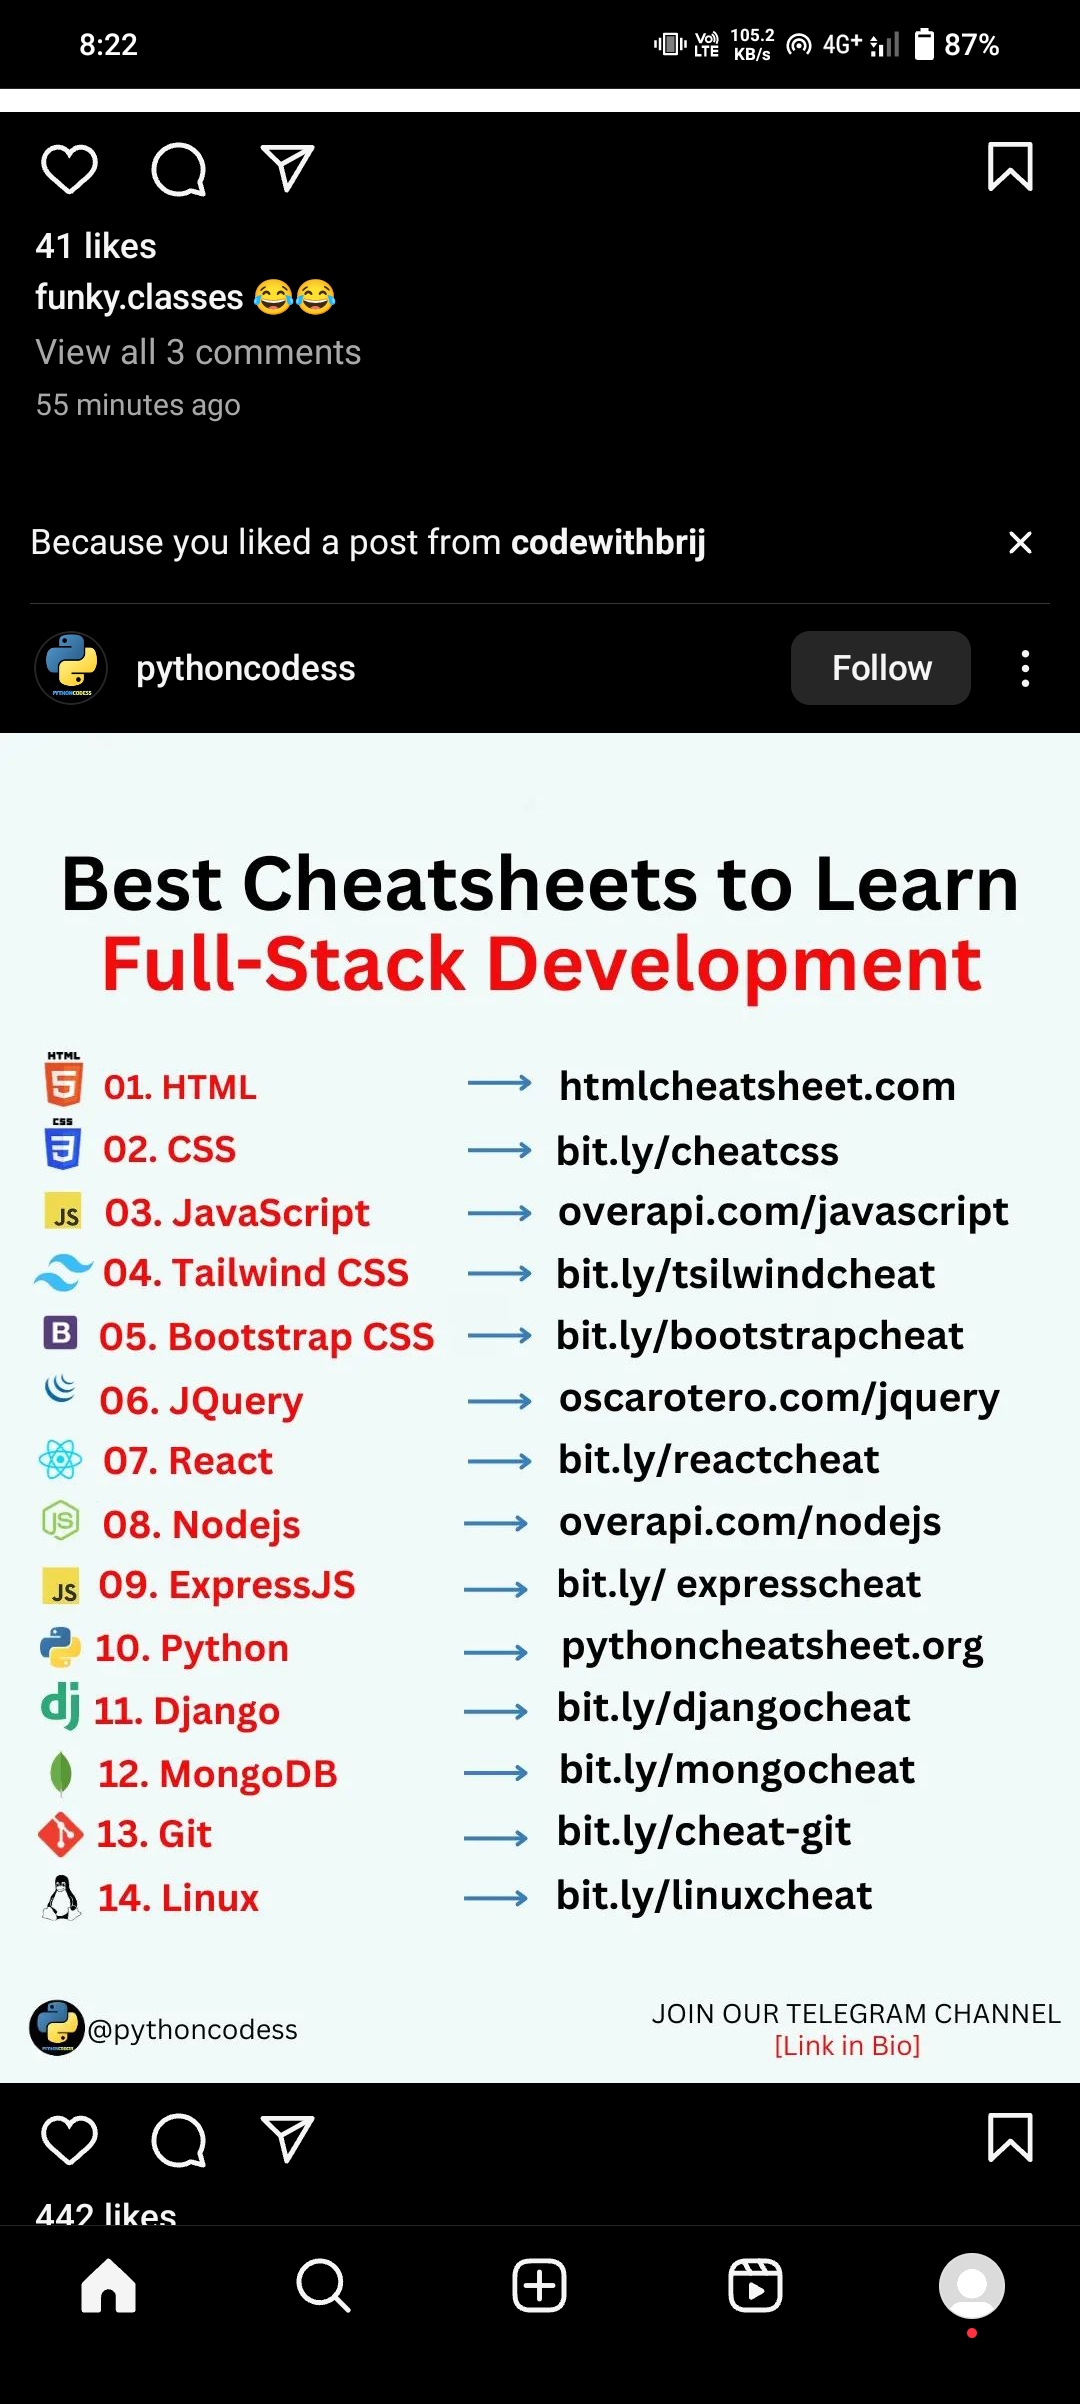 8:22
Vo)) LTE 105.2 KB/s 4G+ 87%
41 likes
funky.classes 😂😂
View all 3 comments
55 minutes ago
Because you liked a post from codewithbrij
pythoncodess Follow
Best Cheatsheets to Learn
Full-Stack Development
HTML
01. HTML → htmlcheatsheet.com
CSS
02. CSS → bit.ly/cheatcss
JS 03. JavaScript → overapi.com/javascript
04. Tailwind CSS → bit.ly/tsilwindcheat
B 05. Bootstrap CSS → bit.ly/bootstrapcheat
06. JQuery → oscarotero.com/jquery
07. React → bit.ly/reactcheat
JS 08. Nodejs → overapi.com/nodejs
JS 09. ExpressJS → bit.ly/ expresscheat
10. Python → pythoncheatsheet.org
dj 11. Django → bit.ly/djangocheat
12. MongoDB → bit.ly/mongocheat
13. Git → bit.ly/cheat-git
14. Linux → bit.ly/linuxcheat
@pythoncodess
JOIN OUR TELEGRAM CHANNEL
[Link in Bio]
442 likes